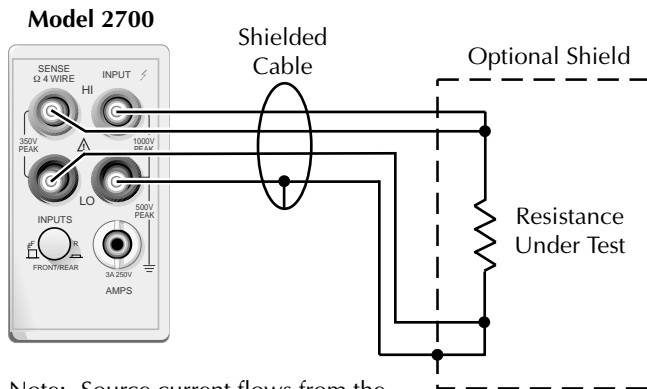 Model 2700
Shielded
Cable
Optional Shield
SENSE
Ω 4 WIRE
INPUT
HI
350V
PEAK
1000V
PEAK
LO
500V
PEAK
INPUTS
F
R
FRONT/REAR
3A 250V
AMPS
Resistance
Under Test
Note: Source current flows from the